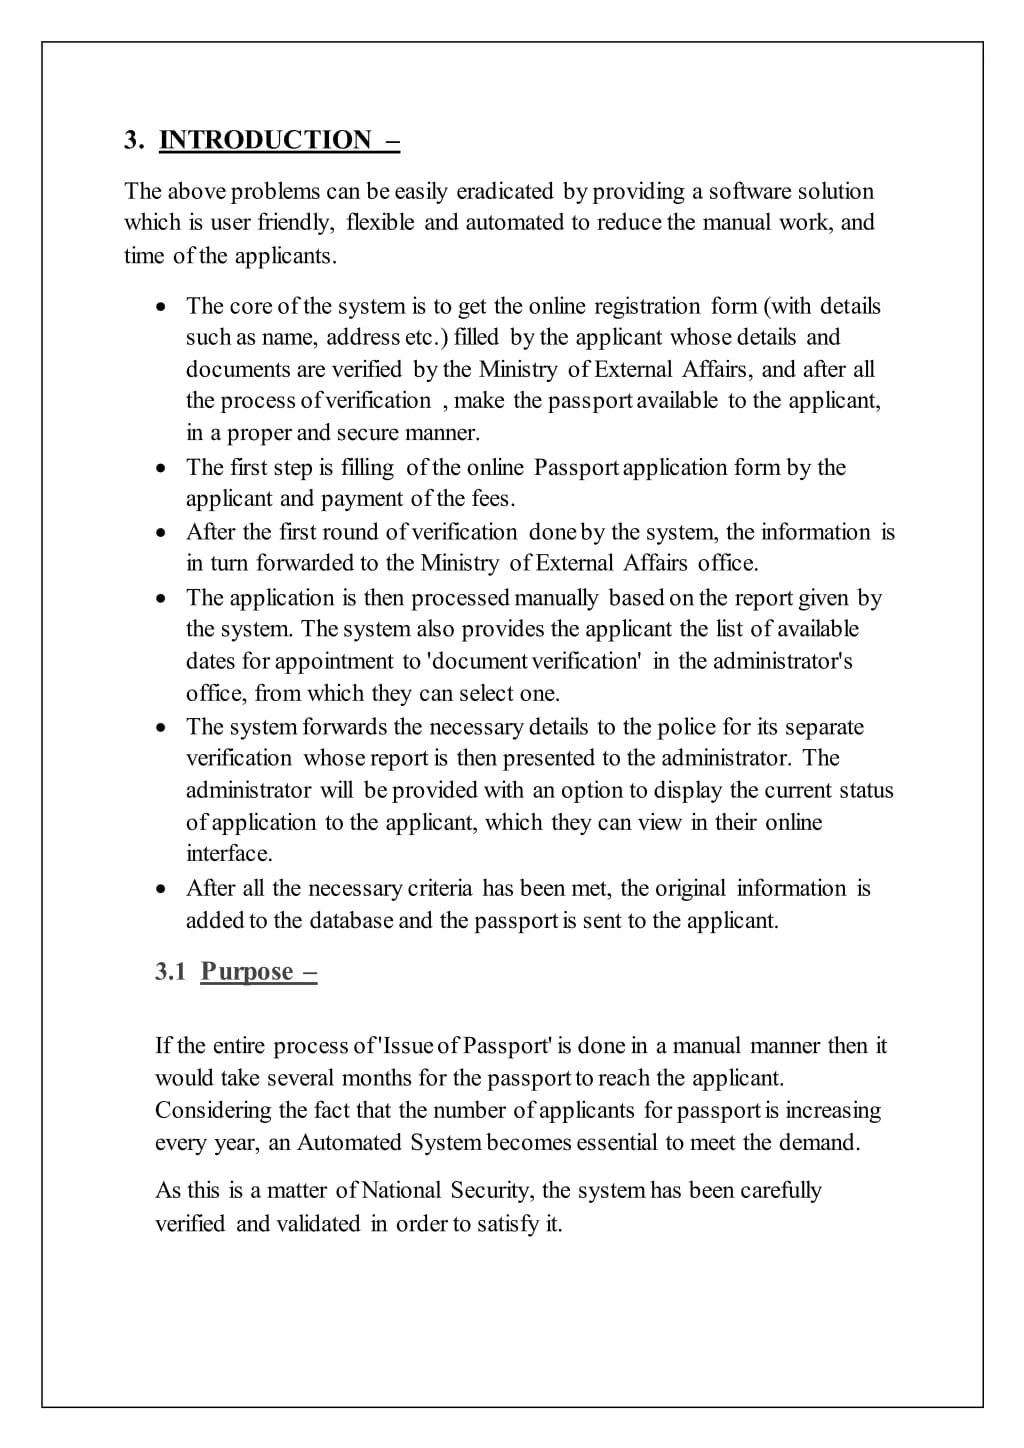 3. INTRODUCTION –
The above problems can be easily eradicated by providing a software solution
which is user friendly, flexible and automated to reduce the manual work, and
time of the applicants.
• The core of the system is to get the online registration form (with details
such as name, address etc.) filled by the applicant whose details and
documents are verified by the Ministry of External Affairs, and after all
the process of verification , make the passport available to the applicant,
in a proper and secure manner.
• The first step is filling of the online Passport application form by the
applicant and payment of the fees.
• After the first round of verification done by the system, the information is
in turn forwarded to the Ministry of External Affairs office.
• The application is then processed manually based on the report given by
the system. The system also provides the applicant the list of available
dates for appointment to 'document verification' in the administrator's
office, from which they can select one.
• The system forwards the necessary details to the police for its separate
verification whose report is then presented to the administrator. The
administrator will be provided with an option to display the current status
of application to the applicant, which they can view in their online
interface.
• After all the necessary criteria has been met, the original information is
added to the database and the passport is sent to the applicant.
3.1 Purpose –
If the entire process of 'Issue of Passport' is done in a manual manner then it
would take several months for the passport to reach the applicant.
Considering the fact that the number of applicants for passport is increasing
every year, an Automated System becomes essential to meet the demand.
As this is a matter of National Security, the system has been carefully
verified and validated in order to satisfy it.